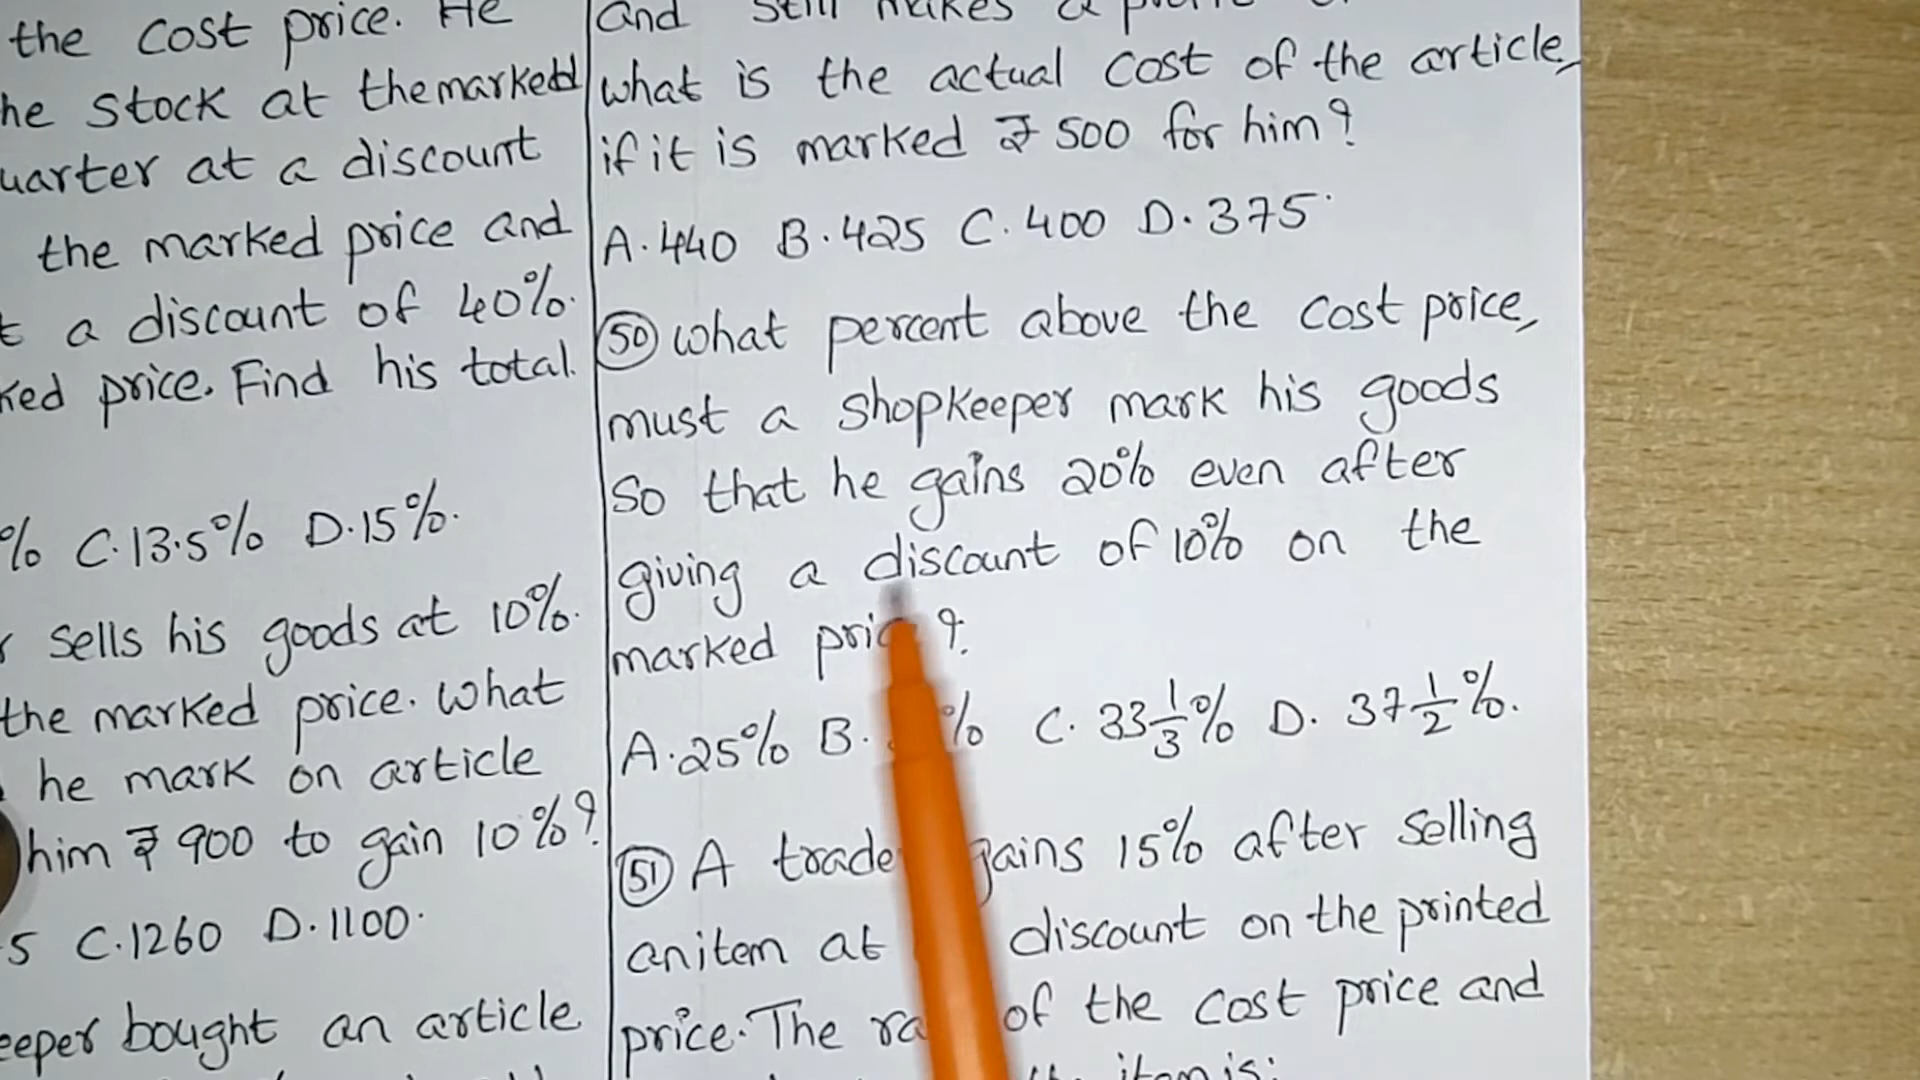 the cost price. He
he stock at the marked
uarter at a discount
the marked price and
t a discount of 40%.
ked price. Find his total.
% C.13.5% D.15%.
r sells his goods at 10%.
the marked price. What
he mark on article
him ₹ 900 to gain 10%?
5 C.1260 D.1100.
eeper bought an article
and still makes a
what is the actual cost of the article,
if it is marked ₹ 500 for him?
A.440 B.425 C.400 D.375.
50 What percent above the cost price,
must a shopkeeper mark his goods
So that he gains 20% even after
giving a discount of 10% on the
marked pri ?
A.25% B. % C. 33 1/3% D. 37 1/2%.
51 A trade gains 15% after selling
an item at discount on the printed
price. The ra of the cost price and
item is: